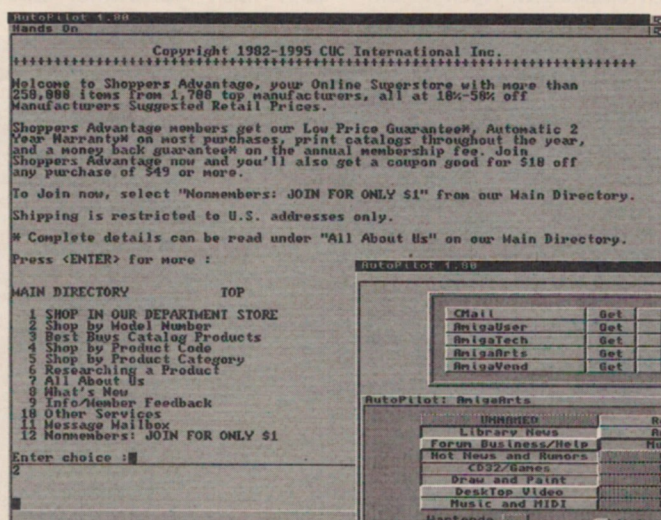 AutoPilot 1.80
Hands On
Copyright 1982-1995 CUC International Inc.
Welcome to Shoppers Advantage, your Online Superstore with more than
250,000 items from 1,700 top manufacturers, all at 10%-50% off
Manufacturers Suggested Retail Prices.
Shoppers Advantage members get our Low Price Guarantee*, Automatic 2
Year Warranty* on most purchases, print catalogs throughout the year,
and a money back guarantee* on the annual membership fee. Join
Shoppers Advantage now and you'll also get a coupon good for $10 off
any purchase of $49 or more.
To Join now, select "Nonmembers: JOIN FOR ONLY $1" from our Main Directory.
Shipping is restricted to U.S. addresses only.
* Complete details can be read under "All About Us" on our Main Directory.
Press <ENTER> for more :
MAIN DIRECTORY TOP
1 SHOP IN OUR DEPARTMENT STORE
2 Shop by Model Number
3 Best Buys Catalog Products
4 Shop by Product Code
5 Shop by Product Category
6 Researching a Product
7 All About Us
8 What's New
9 Info/Member Feedback
10 Other Services
11 Message Mailbox
12 Nonmembers: JOIN FOR ONLY $1
Enter choice :
2
AutoPilot 1.80
CMail Get
AmigaUser Get
AmigaTech Get
AmigaArts Get
AmigaVend Get
AutoPilot: AmigaArts
UNNAMED
Library News
Forum Business/Help
Hot News and Rumors
CD32/Games
Draw and Paint
DeskTop Video
Music and MIDI